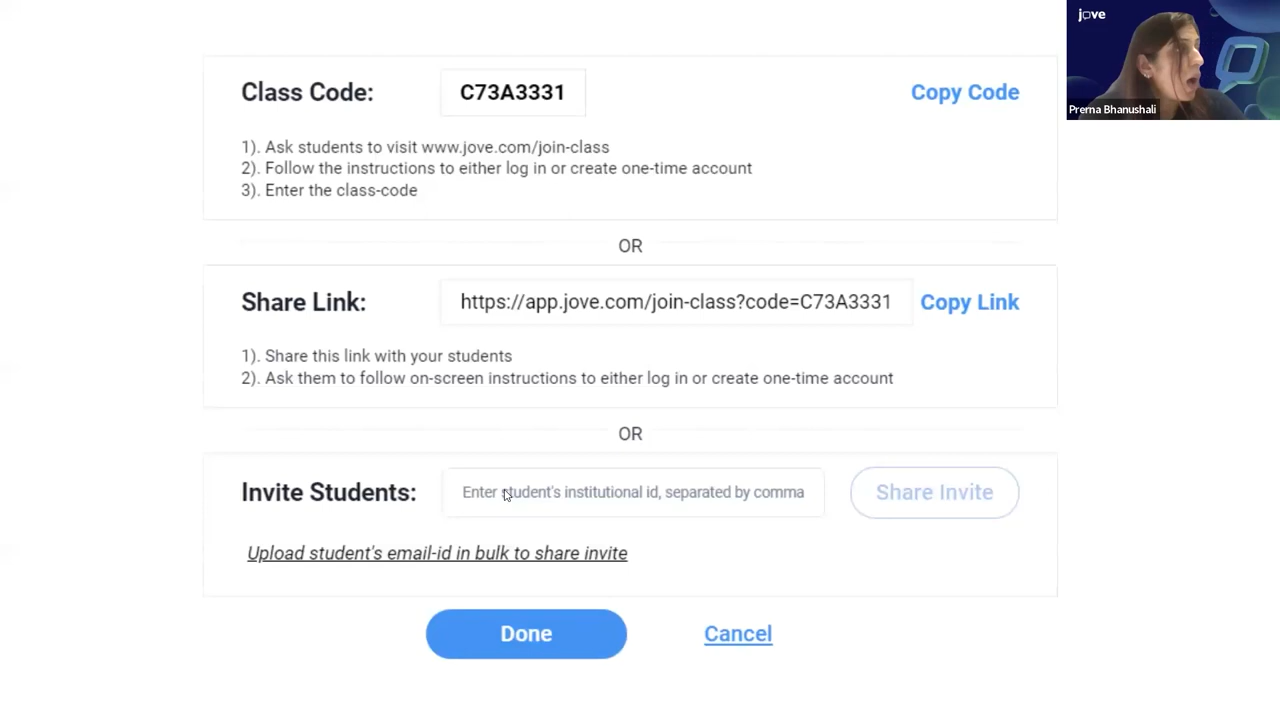 jove
Prerna Bhanushali
Class Code:
C73A3331
Copy Code
1). Ask students to visit www.jove.com/join-class
2). Follow the instructions to either log in or create one-time account
3). Enter the class-code
OR
Share Link:
https://app.jove.com/join-class?code=C73A3331
Copy Link
1). Share this link with your students
2). Ask them to follow on-screen instructions to either log in or create one-time account
OR
Invite Students:
Enter student's institutional id, separated by comma
Share Invite
Upload student's email-id in bulk to share invite
Done
Cancel